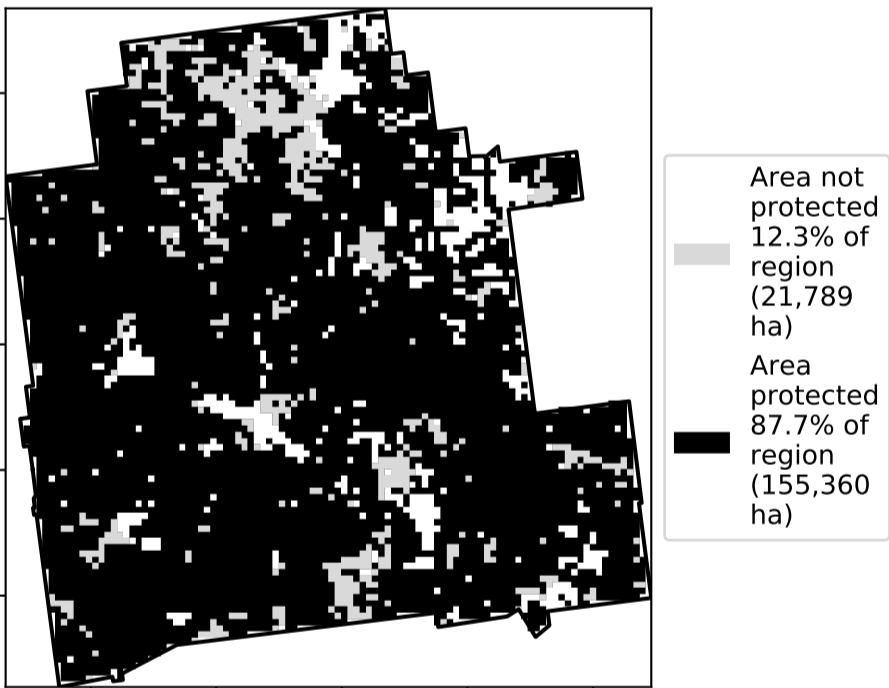 Area not
protected
12.3% of
region
(21,789
ha)
Area
protected
87.7% of
region
(155,360
ha)